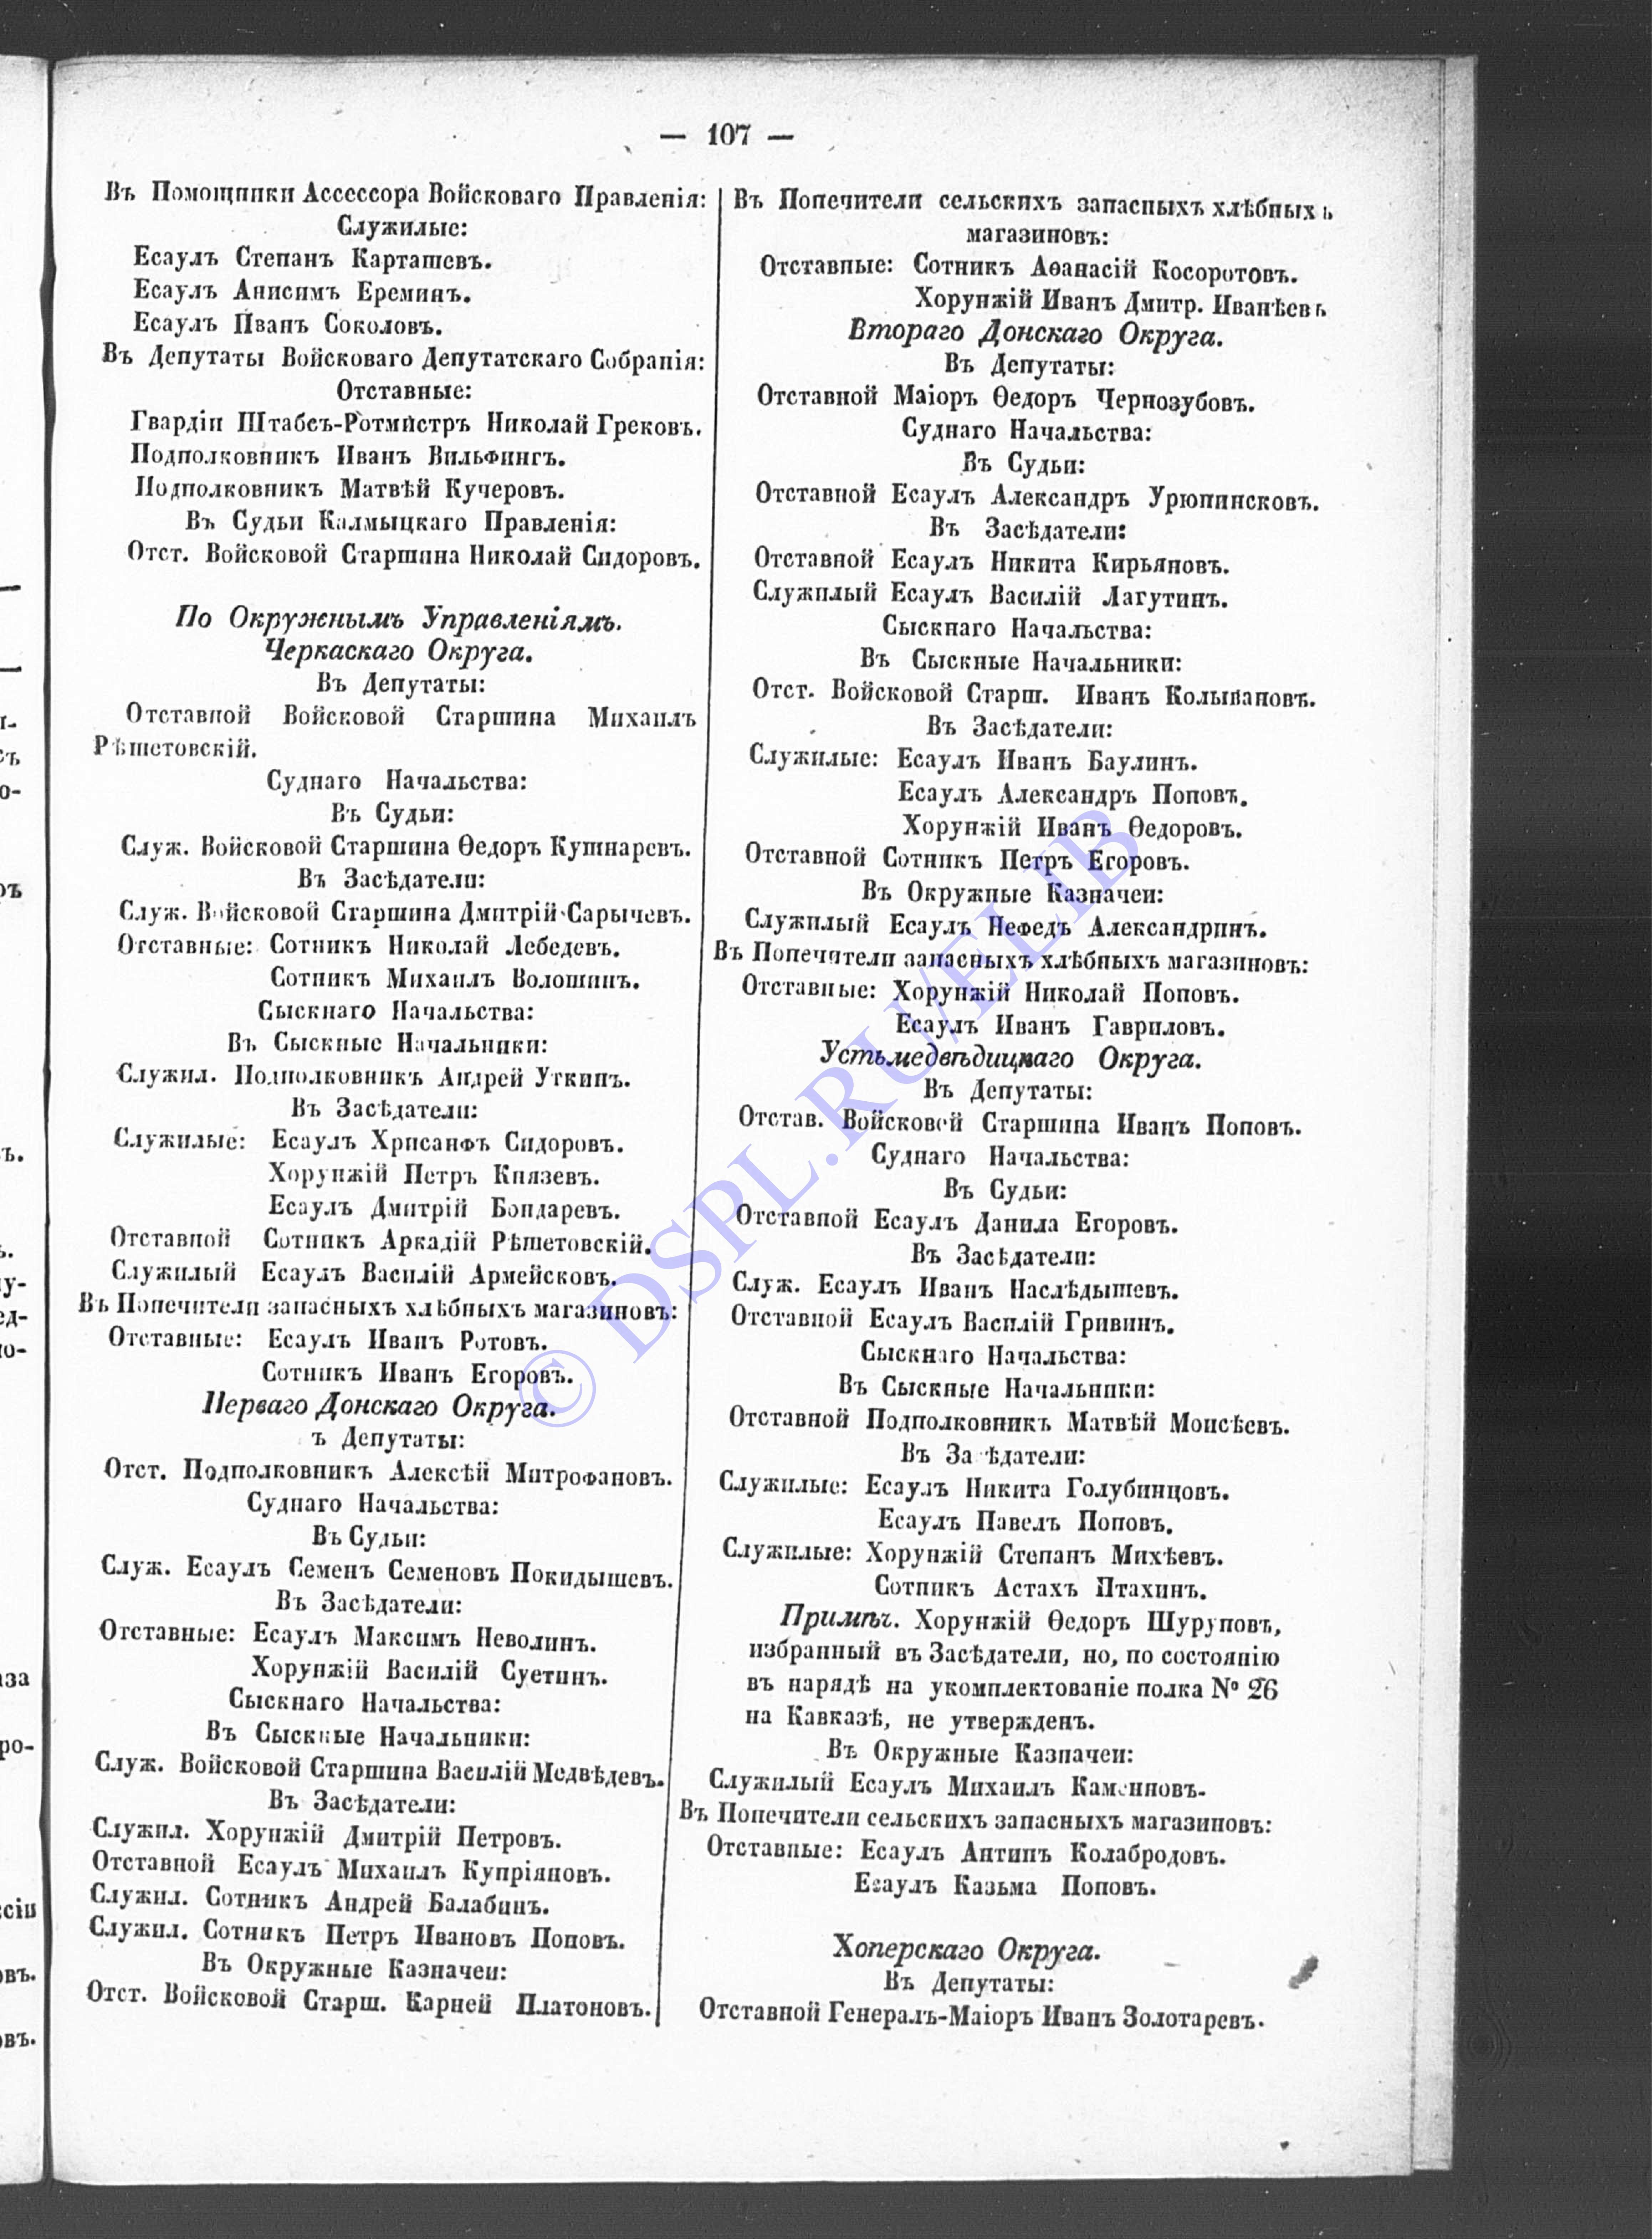 — 107 —
Въ Помощники Ассессора Войсковаго Правленія:
Служилые:
Есаулъ Степанъ Карташевъ.
Есаулъ Анисимъ Ереминъ.
Есаулъ Иванъ Соколовъ.
Въ Депутаты Войсковаго Депутатскаго Собранія:
Отставные:
Гвардіи Штабсъ-Ротмистръ Николай Грековъ.
Подполковникъ Иванъ Вильфингъ.
Подполковникъ Матвѣй Кучеровъ.
Въ Судьи Калмыцкаго Правленія:
Отст. Войсковой Старшина Николай Сидоровъ.
По Окружнымъ Управленіямъ.
Черкаскаго Округа.
Въ Депутаты:
Отставной Войсковой Старшина Михаилъ
Рѣшетовскій.
Суднаго Начальства:
Въ Судьи:
Служ. Войсковой Старшина Ѳедоръ Кушнаревъ.
Въ Засѣдатели:
Служ. Войсковой Старшина Дмитрій Сарычевъ.
Отставные: Сотникъ Николай Лебедевъ.
Сотникъ Михаилъ Волошинъ.
Сыскнаго Начальства:
Въ Сыскные Начальники:
Служил. Подполковникъ Андрей Уткинъ.
Въ Засѣдатели:
Служилые: Есаулъ Хрисанфъ Сидоровъ.
Хорунжій Петръ Князевъ.
Есаулъ Дмитрій Бондаревъ.
Отставной Сотникъ Аркадій Рѣшетовскій.
Служилый Есаулъ Василій Армейсковъ.
Въ Попечители запасныхъ хлѣбныхъ магазиновъ:
Отставные: Есаулъ Иванъ Ротовъ.
Сотникъ Иванъ Егоровъ.
Перваго Донскаго Округа.
ъ Депутаты:
Отст. Подполковникъ Алексѣй Митрофановъ.
Суднаго Начальства:
Въ Судьи:
Служ. Есаулъ Семенъ Семеновъ Покидышевъ.
Въ Засѣдатели:
Отставные: Есаулъ Максимъ Неволинъ.
Хорунжій Василій Суетинъ.
Сыскнаго Начальства:
Въ Сыскные Начальники:
Служ. Войсковой Старшина Василій Медвѣдевъ.
Въ Засѣдатели:
Служил. Хорунжій Дмитрій Петровъ.
Отставной Есаулъ Михаилъ Купріяновъ.
Служил. Сотникъ Андрей Балабинъ.
Служил. Сотникъ Петръ Ивановъ Поповъ.
Въ Окружные Казначеи:
Отст. Войсковой Старш. Карней Платоновъ.
Въ Попечители сельскихъ запасныхъ хлѣбныхъ
магазиновъ:
Отставные: Сотникъ Аѳанасій Косоротовъ.
Хорунжій Иванъ Дмитр. Иванѣевъ
Втораго Донскаго Округа.
Въ Депутаты:
Отставной Маіоръ Ѳедоръ Чернозубовъ.
Суднаго Начальства:
Въ Судьи:
Отставной Есаулъ Александръ Урюпинсковъ.
Въ Засѣдатели:
Отставной Есаулъ Никита Кирьяновъ.
Служилый Есаулъ Василій Лагутинъ.
Сыскнаго Начальства:
Въ Сыскные Начальники:
Отст. Войсковой Старш. Иванъ Колывановъ.
Въ Засѣдатели:
Служилые: Есаулъ Иванъ Баулинъ.
Есаулъ Александръ Поповъ.
Хорунжій Иванъ Ѳедоровъ.
Отставной Сотникъ Петръ Егоровъ.
Въ Окружные Казначеи:
Служилый Есаулъ Нефедъ Александринъ.
Въ Попечители запасныхъ хлѣбныхъ магазиновъ:
Отставные: Хорунжій Николай Поповъ.
Есаулъ Иванъ Гавриловъ.
Устьмедвѣдицкаго Округа.
Въ Депутаты:
Отстав. Войсковой Старшина Иванъ Поповъ.
Суднаго Начальства:
Въ Судьи:
Отставной Есаулъ Данила Егоровъ.
Въ Засѣдатели:
Служ. Есаулъ Иванъ Наслѣдышевъ.
Отставной Есаулъ Василій Гривинъ.
Сыскнаго Начальства:
Въ Сыскные Начальники:
Отставной Подполковникъ Матвѣй Моисѣевъ.
Въ За ѣдатели:
Служилые: Есаулъ Никита Голубинцовъ.
Есаулъ Павелъ Поповъ.
Служилые: Хорунжій Степанъ Михѣевъ.
Сотникъ Астахъ Птахинъ.
Примѣч. Хорунжій Ѳедоръ Шуруповъ,
избранный въ Засѣдатели, но, по состоянію
въ нарядѣ на укомплектованіе полка № 26
на Кавказѣ, не утвержденъ.
Въ Окружные Казначеи:
Служилый Есаулъ Михаилъ Каменновъ.
Въ Попечители сельскихъ запасныхъ магазиновъ:
Отставные: Есаулъ Антипъ Колабродовъ.
Есаулъ Казьма Поповъ.
Хоперскаго Округа.
Въ Депутаты:
Отставной Генералъ-Маіоръ Иванъ Золотаревъ.
© DSPL.RU/ELIB